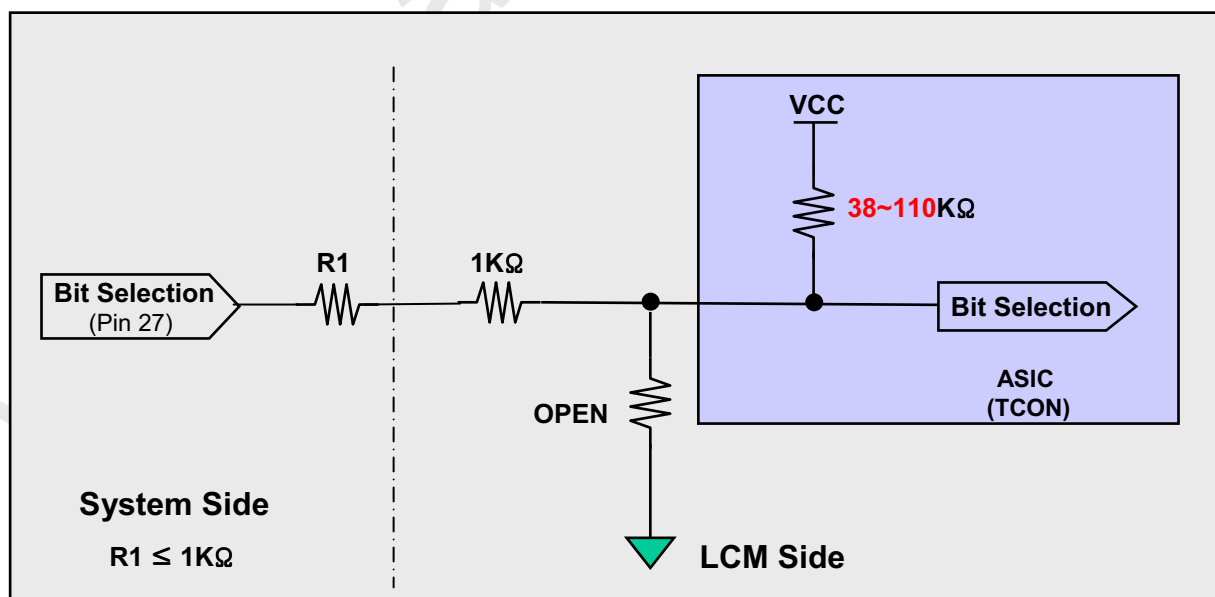 VCC
38~110KΩ
R1
1KΩ
Bit Selection
(Pin 27)
Bit Selection
ASIC
(TCON)
OPEN
System Side
R1 ≤ 1KΩ
LCM Side